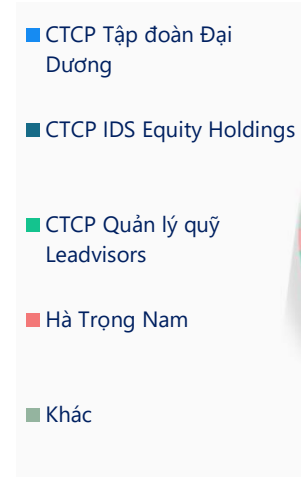 CTCP Tập đoàn Đại
Dương
CTCP IDS Equity Holdings
CTCP Quản lý quỹ
Leadvisors
Hà Trọng Nam
Khác